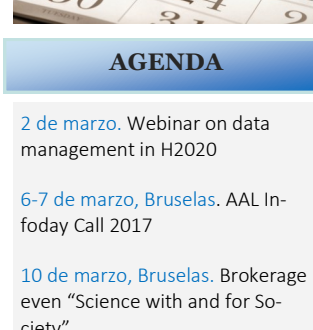 AGENDA
2 de marzo. Webinar on data
management in H2020
6-7 de marzo, Bruselas. AAL In-
foday Call 2017
10 de marzo, Bruselas. Brokerage
even “Science with and for So-
ciety”